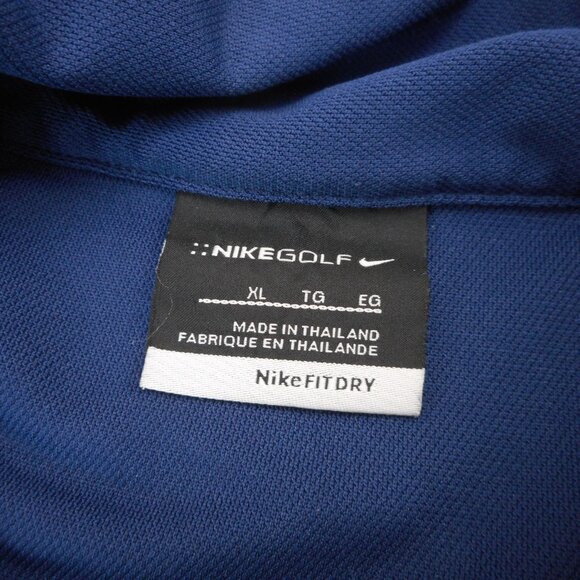 NIKEGOLF
XL TG EG
MADE IN THAILAND
FABRIQUE EN THAILANDE
NikeFITDRY